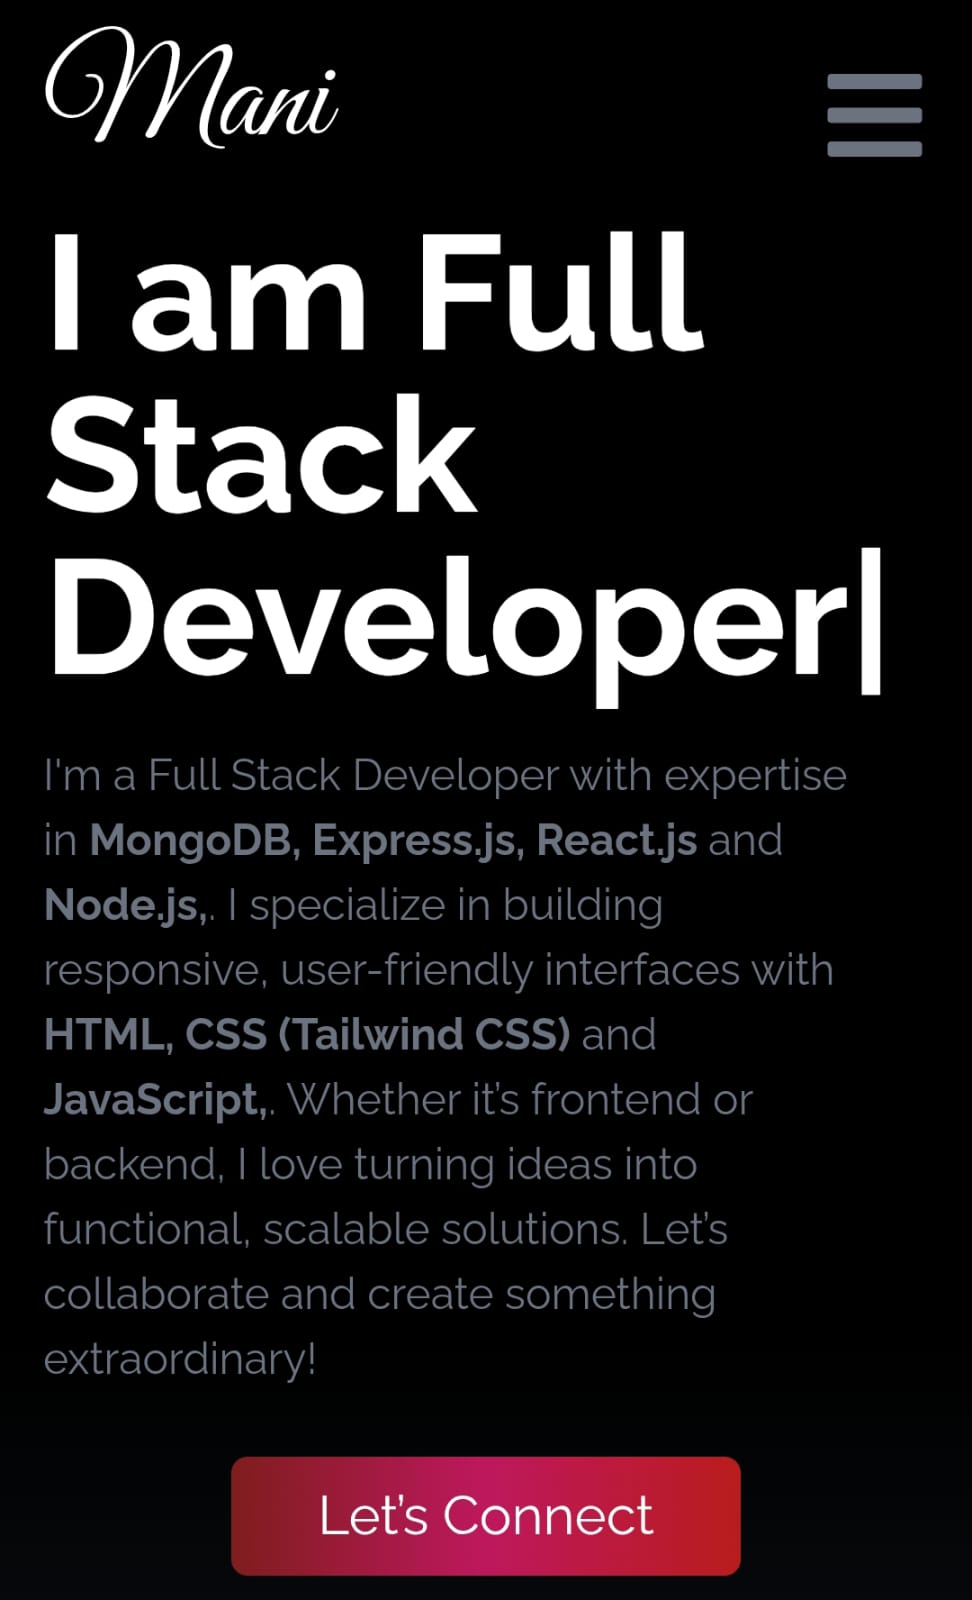 Mani
I am Full
Stack
Developer|
I'm a Full Stack Developer with expertise
in MongoDB, Express.js, React.js and
Node.js,. I specialize in building
responsive, user-friendly interfaces with
HTML, CSS (Tailwind CSS) and
JavaScript,. Whether it’s frontend or
backend, I love turning ideas into
functional, scalable solutions. Let’s
collaborate and create something
extraordinary!
Let’s Connect